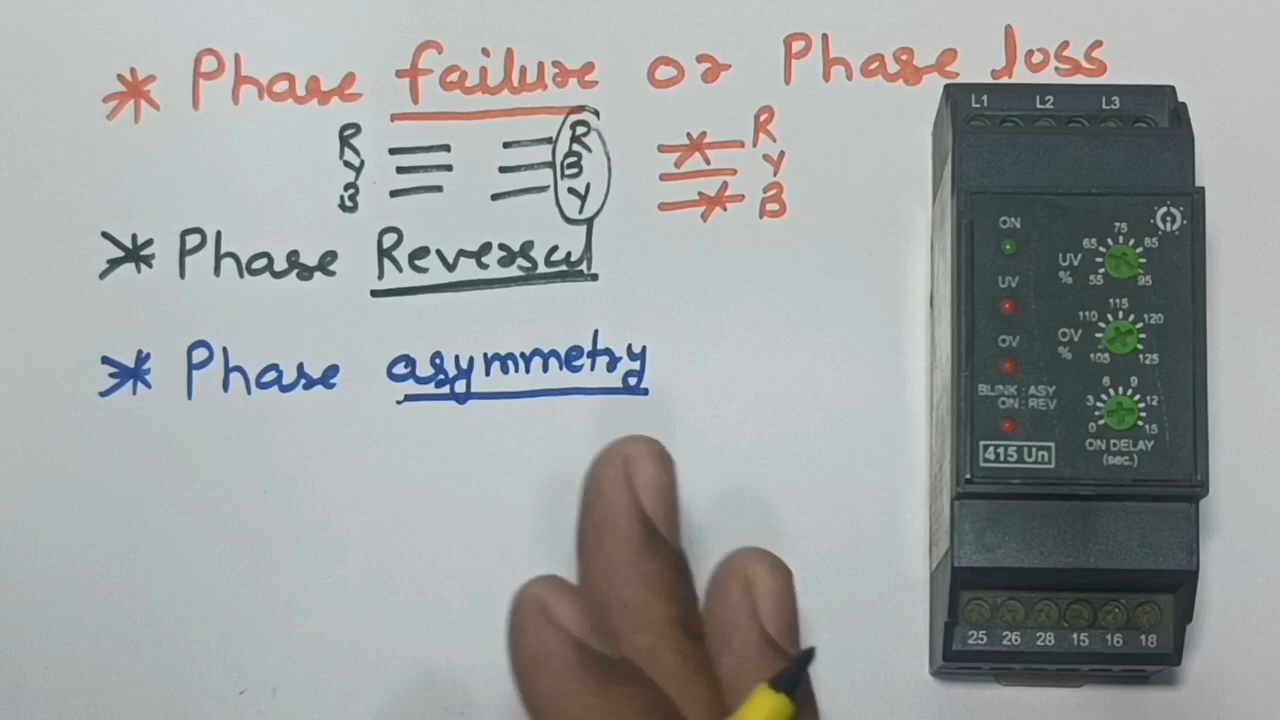 * Phase failure or Phase loss
R R R
Y B Y
B Y B
* Phase Reversal
* Phase asymmetry
L1 L2 L3
ON
UV
OV
BLINK : ASY
ON : REV
415 Un
UV %
55 65 75 85 95
OV %
105 110 115 120 125
0 3 6 9 12 15
ON DELAY
(sec.)
25 26 28 15 16 18